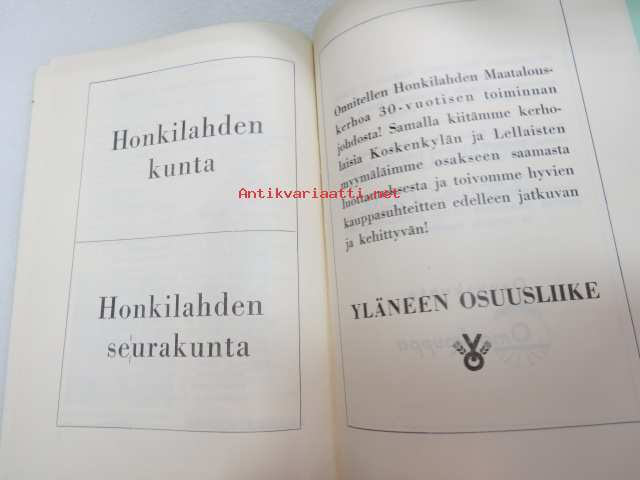 Honkilahden
kunta
Honkilahden
seurakunta
Onnitellen Honkilahden Maatalous-
kerhoa 30-vuotisen toiminnan
johdosta! Samalla kiitämme kerho-
laisia Koskenkylän ja Lellaisten
myymäläimme osakseen saamasta
luottamuksesta ja toivomme hyvien
kauppasuhteitten edelleen jatkuvan
ja kehittyvän!
YLÄNEEN OSUUSLIIKE
Antikvariaatti.net